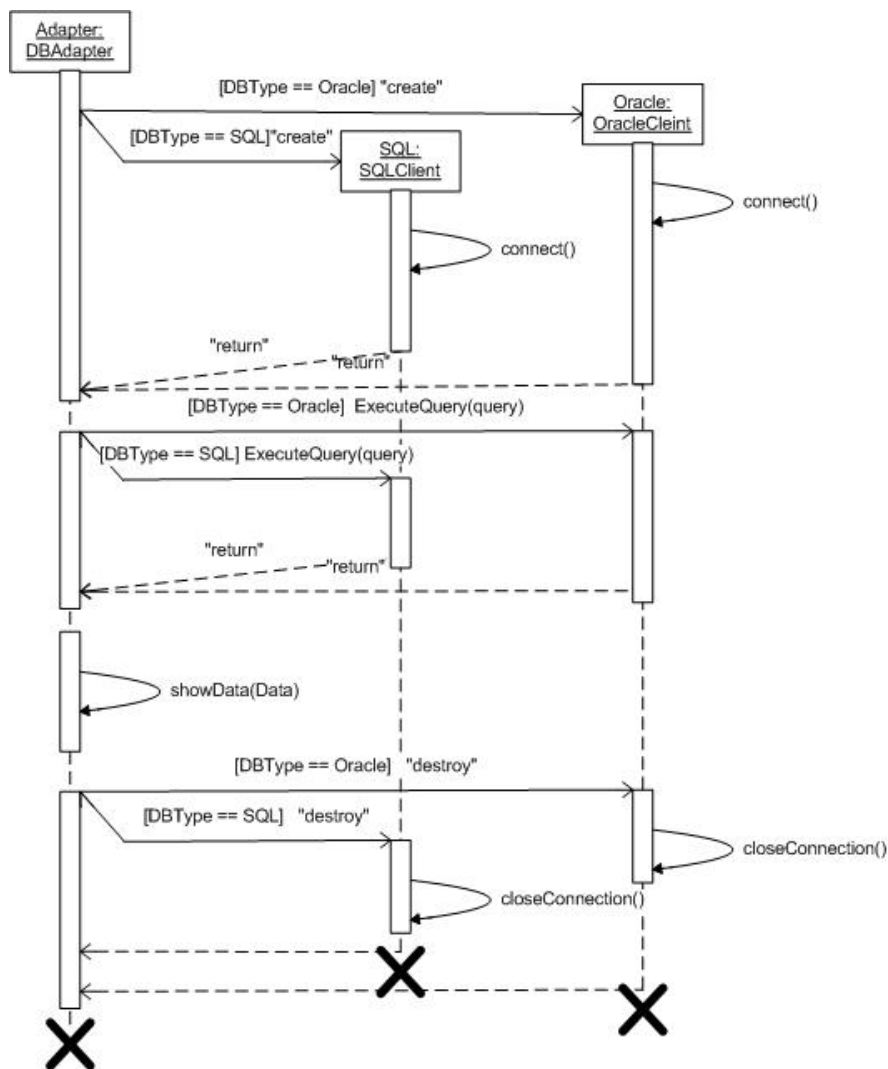 Adapter:
DBAdapter
[DBType == Oracle] "create"
Oracle:
OracleCleint
[DBType == SQL]"create"
SQL:
SQLClient
connect()
connect()
"return"
"return"
[DBType == Oracle]  ExecuteQuery(query)
[DBType == SQL] ExecuteQuery(query)
"return"
"return"
showData(Data)
[DBType == Oracle]   "destroy"
[DBType == SQL]   "destroy"
closeConnection()
closeConnection()